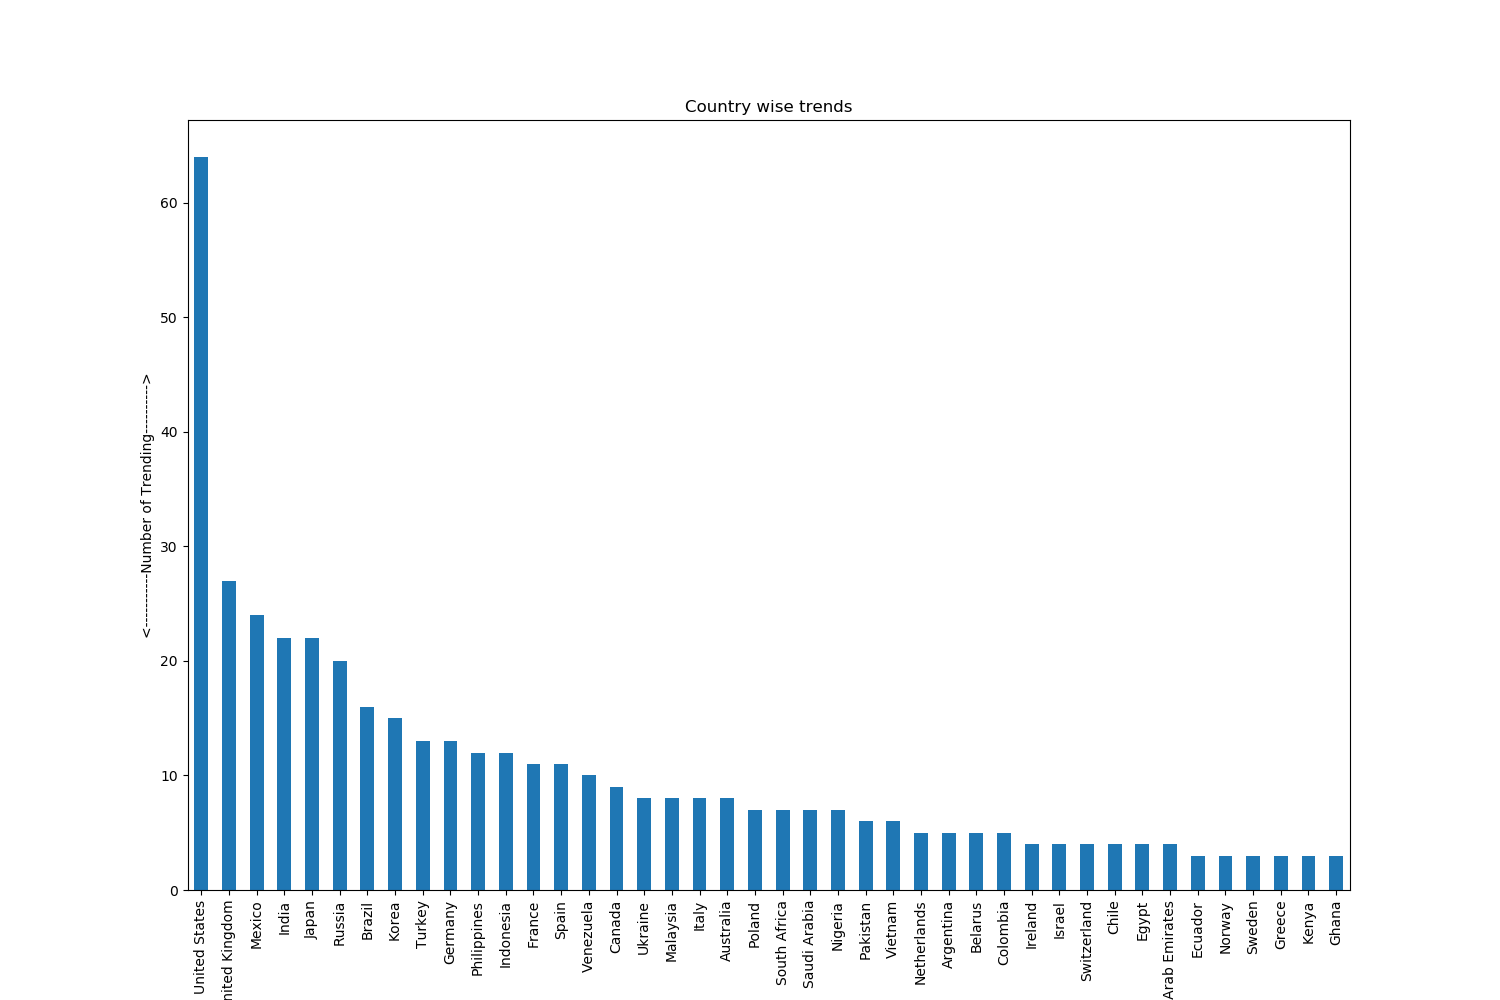 Country wise trends
<-----------Number of Trending----------->
60
50
40
30
20
10
0
United States
nited Kingdom
Mexico
India
Japan
Russia
Brazil
Korea
Turkey
Germany
Philippines
Indonesia
France
Spain
Venezuela
Canada
Ukraine
Malaysia
Italy
Australia
Poland
South Africa
Saudi Arabia
Nigeria
Pakistan
Vietnam
Netherlands
Argentina
Belarus
Colombia
Ireland
Israel
Switzerland
Chile
Egypt
Arab Emirates
Ecuador
Norway
Sweden
Greece
Kenya
Ghana